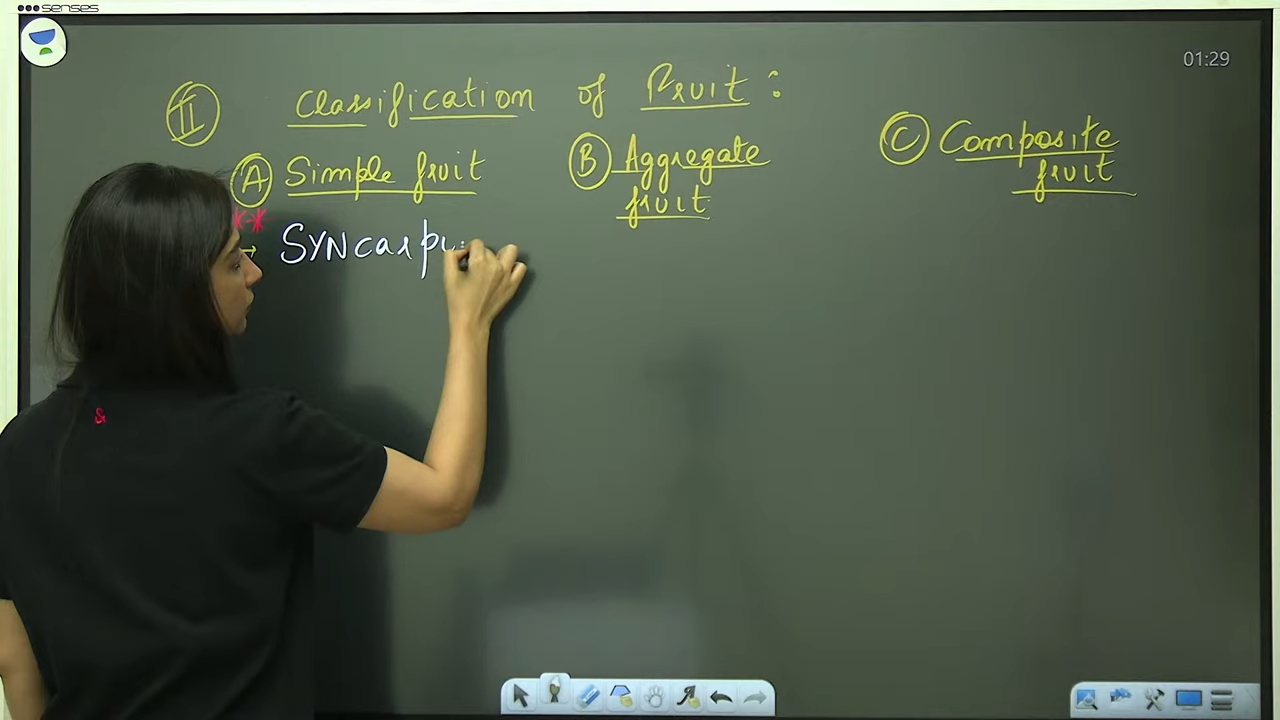 senses
01:29
II Classification of Fruit:
A Simple fruit
B Aggregate
fruit
C Composite
fruit
** → SYNcarp
&